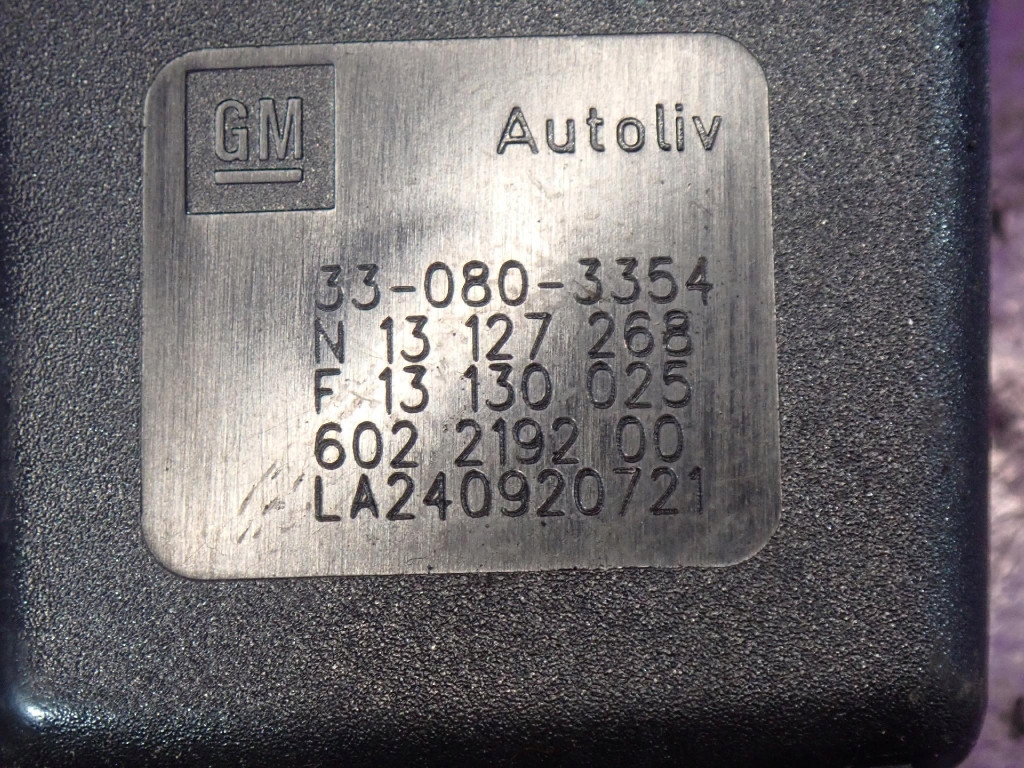 GM
Autoliv
33-080-3354
N 13 127 268
F 13 130 025
602 2192 00
LA240920721